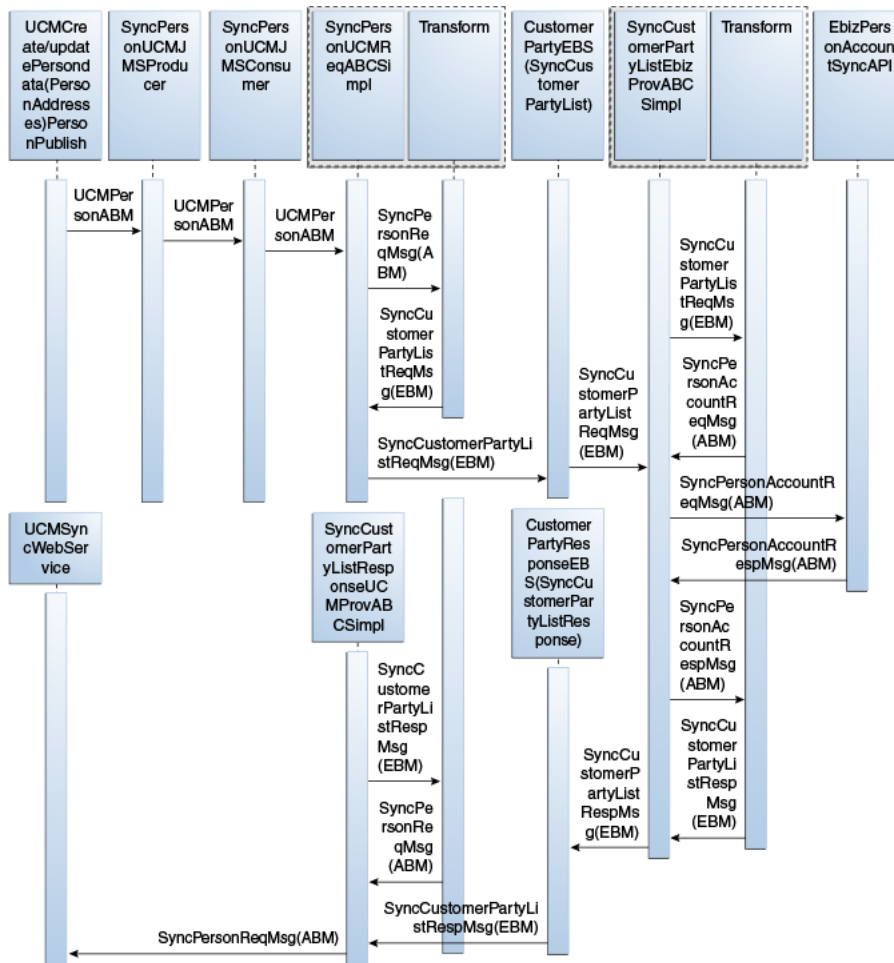 UCMCre
ate/updat
ePersond
ata(Pers
onAddress
es)Perso
nPublish
SyncPers
onUCMJ
MSProdu
cer
SyncPers
onUCMJ
MSConsu
mer
SyncPers
onUCMR
eqABCSi
mpl
Transform
Customer
PartyEBS
(SyncCus
tomer
PartyList)
SyncCus
tomerParty
ListEbiz
ProvABC
Simpl
Transform
EbizPers
onAccoun
tSyncAPI
UCMPer
sonABM
UCMPer
sonABM
UCMPer
sonABM
SyncPe
rsonRe
qMsg(A
BM)
SyncCu
stomer
PartyLis
tReqMs
g(EBM)
SyncCu
stomer
PartyLis
tReqMs
g(EBM)
SyncCu
stomerP
artyList
ReqMsg
(EBM)
SyncPe
rsonAc
countR
eqMsg
(ABM)
SyncCustomerPartyLi
stReqMsg(EBM)
SyncPersonAccountR
eqMsg(ABM)
UCMSyn
cWebSer
vice
SyncCust
omerPart
yListResp
onseUC
MProvAB
CSimpl
Customer
PartyRes
ponseEB
S(SyncCu
stomerPar
tyListRes
ponse)
SyncPersonAccountR
espMsg(ABM)
SyncPe
rsonAc
countR
espMsg
(ABM)
SyncC
ustome
rPartyLi
stResp
Msg
(EBM)
SyncCu
stomer
PartyLi
stResp
Msg
(EBM)
SyncCu
stomerP
artyList
RespMs
g(EBM)
SyncPe
rsonRe
qMsg
(ABM)
SyncCustomerPartyLi
stRespMsg(EBM)
SyncPersonReqMsg(ABM)